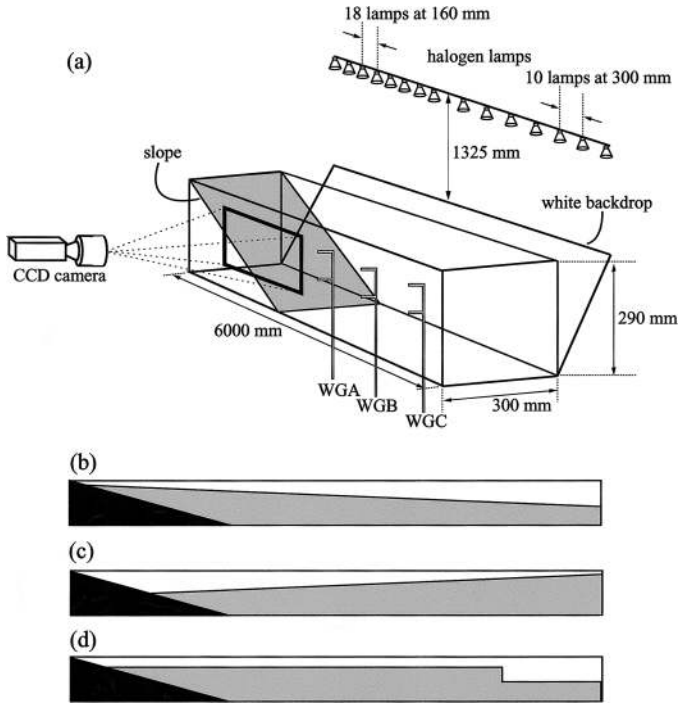 18 lamps at 160 mm
(a)
halogen lamps
10 lamps at 300 mm
1325 mm
slope
white backdrop
CCD camera
6000 mm
290 mm
WGA
WGB
WGC
300 mm
(b)
(c)
(d)